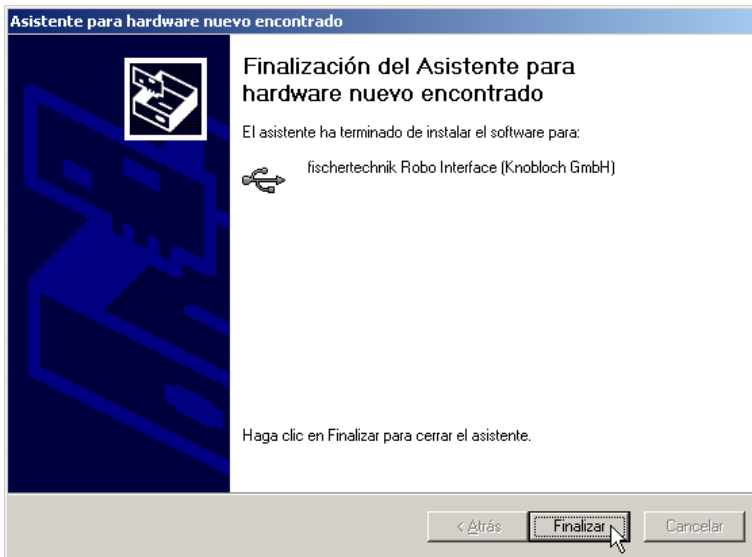 Asistente para hardware nuevo encontrado
Finalización del Asistente para
hardware nuevo encontrado
El asistente ha terminado de instalar el software para:
fischertechnik Robo Interface (Knobloch GmbH)
Haga clic en Finalizar para cerrar el asistente.
< Atrás
Finalizar
Cancelar